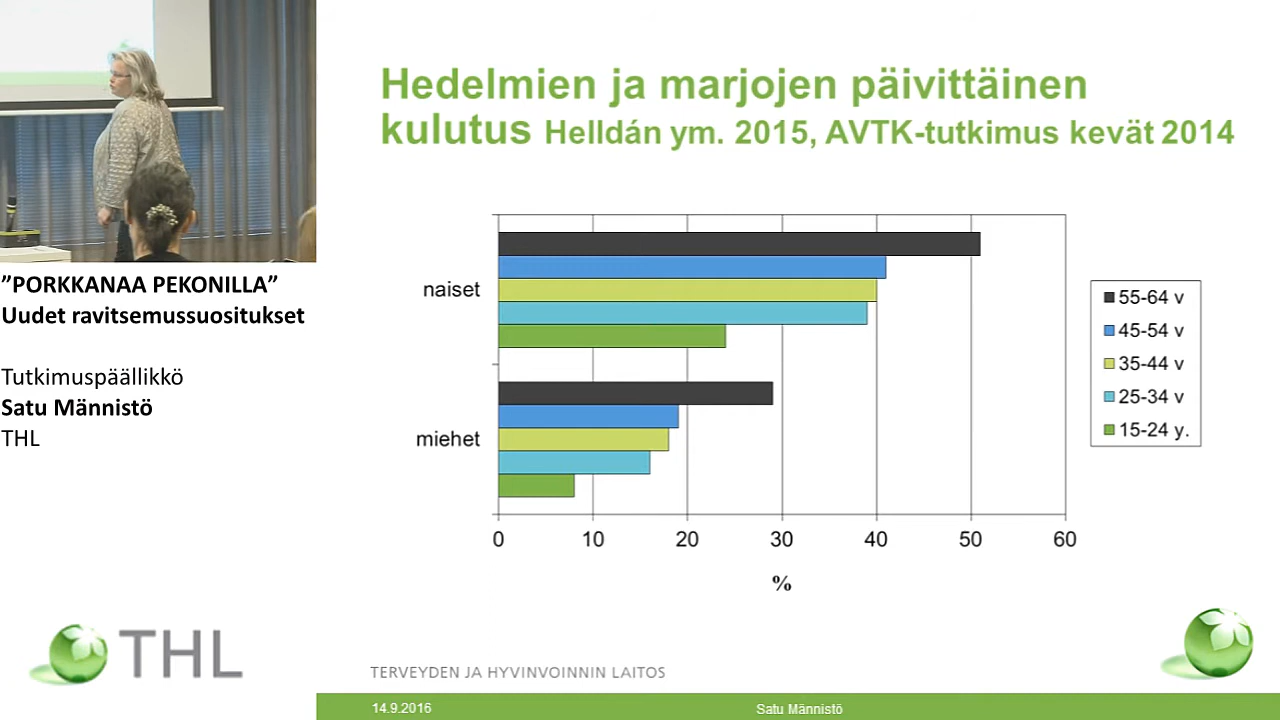 ”PORKKANAA PEKONILLA”
Uudet ravitsemussuositukset
Tutkimuspäällikkö
Satu Männistö
THL
THL
Hedelmien ja marjojen päivittäinen
kulutus Helldán ym. 2015, AVTK-tutkimus kevät 2014
naiset
miehet
0 10 20 30 40 50 60
%
55-64 v
45-54 v
35-44 v
25-34 v
15-24 y.
TERVEYDEN JA HYVINVOINNIN LAITOS
14.9.2016 Satu Männistö